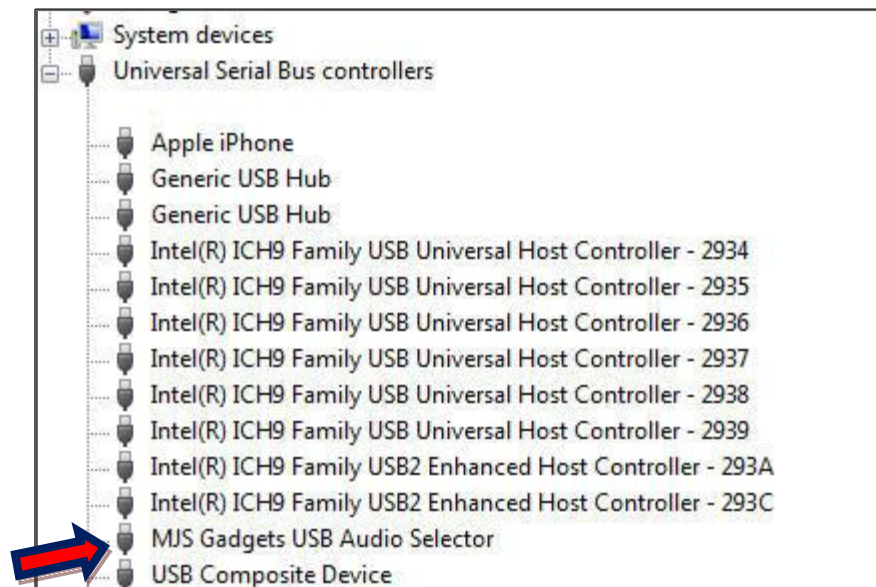 System devices
Universal Serial Bus controllers
Apple iPhone
Generic USB Hub
Generic USB Hub
Intel(R) ICH9 Family USB Universal Host Controller - 2934
Intel(R) ICH9 Family USB Universal Host Controller - 2935
Intel(R) ICH9 Family USB Universal Host Controller - 2936
Intel(R) ICH9 Family USB Universal Host Controller - 2937
Intel(R) ICH9 Family USB Universal Host Controller - 2938
Intel(R) ICH9 Family USB Universal Host Controller - 2939
Intel(R) ICH9 Family USB2 Enhanced Host Controller - 293A
Intel(R) ICH9 Family USB2 Enhanced Host Controller - 293C
MJS Gadgets USB Audio Selector
USB Composite Device